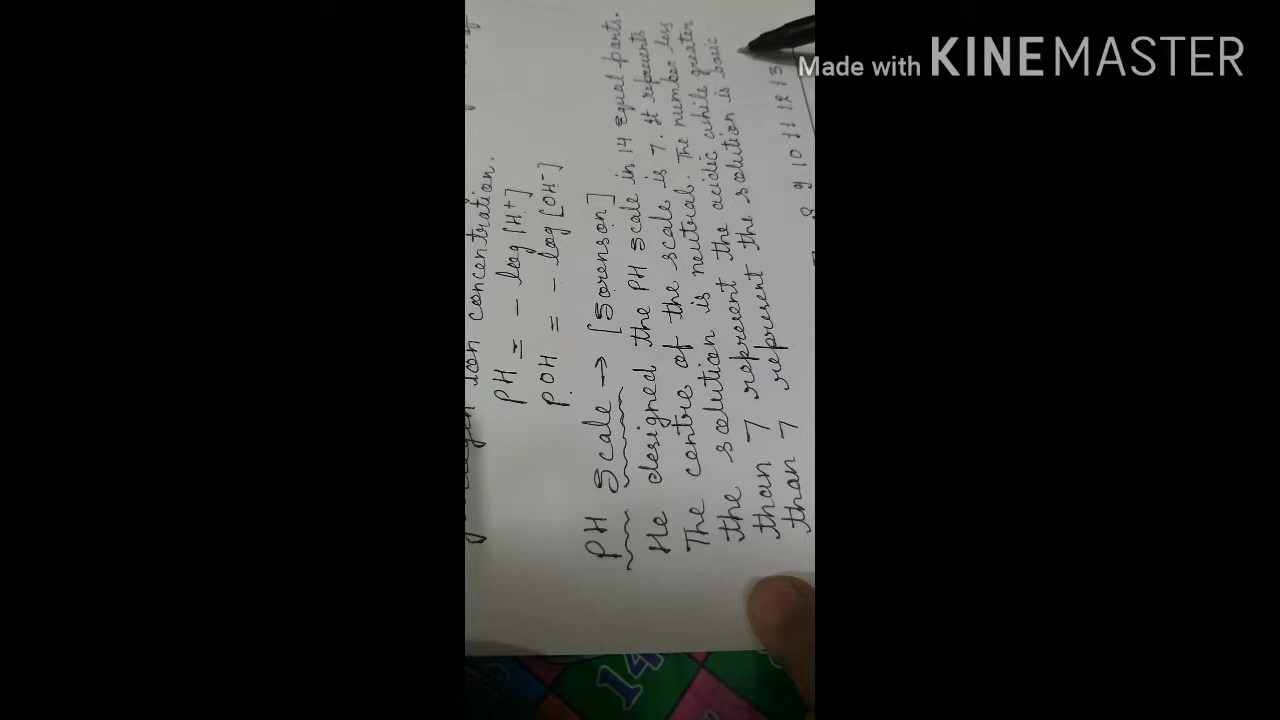 ion concentration.
PH = - log [H+]
POH = - log [OH-]
PH Scale → [Sorenson]
He designed the PH scale in 14 equal parts.
The centre of the scale is 7. It represents
the solution is neutral. The number less
than 7 represent the acidic while greater
than 7 represent the solution is basic.
8 9 10 11 12 13
14
Made with KINEMASTER